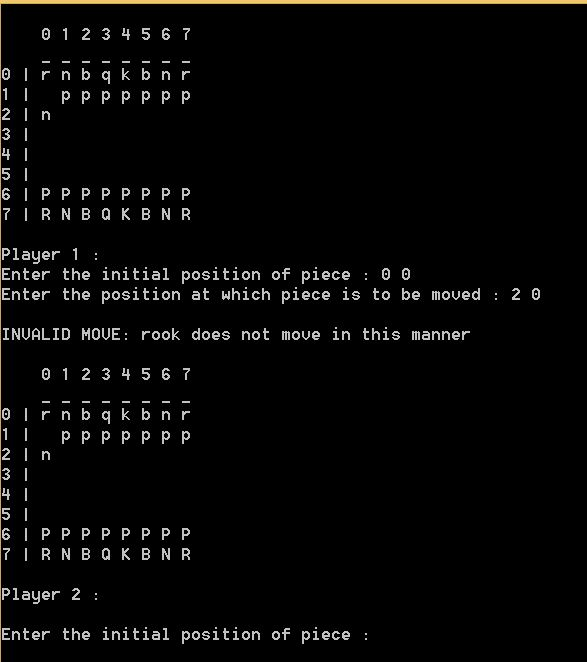 0 1 2 3 4 5 6 7
    _ _ _ _ _ _ _ _
0 | r n b q k b n r
1 |   p p p p p p p
2 | n
3 |
4 |
5 |
6 | P P P P P P P P
7 | R N B Q K B N R
Player 1 :
Enter the initial position of piece : 0 0
Enter the position at which piece is to be moved : 2 0
INVALID MOVE: rook does not move in this manner
    0 1 2 3 4 5 6 7
    _ _ _ _ _ _ _ _
0 | r n b q k b n r
1 |   p p p p p p p
2 | n
3 |
4 |
5 |
6 | P P P P P P P P
7 | R N B Q K B N R
Player 2 :
Enter the initial position of piece :